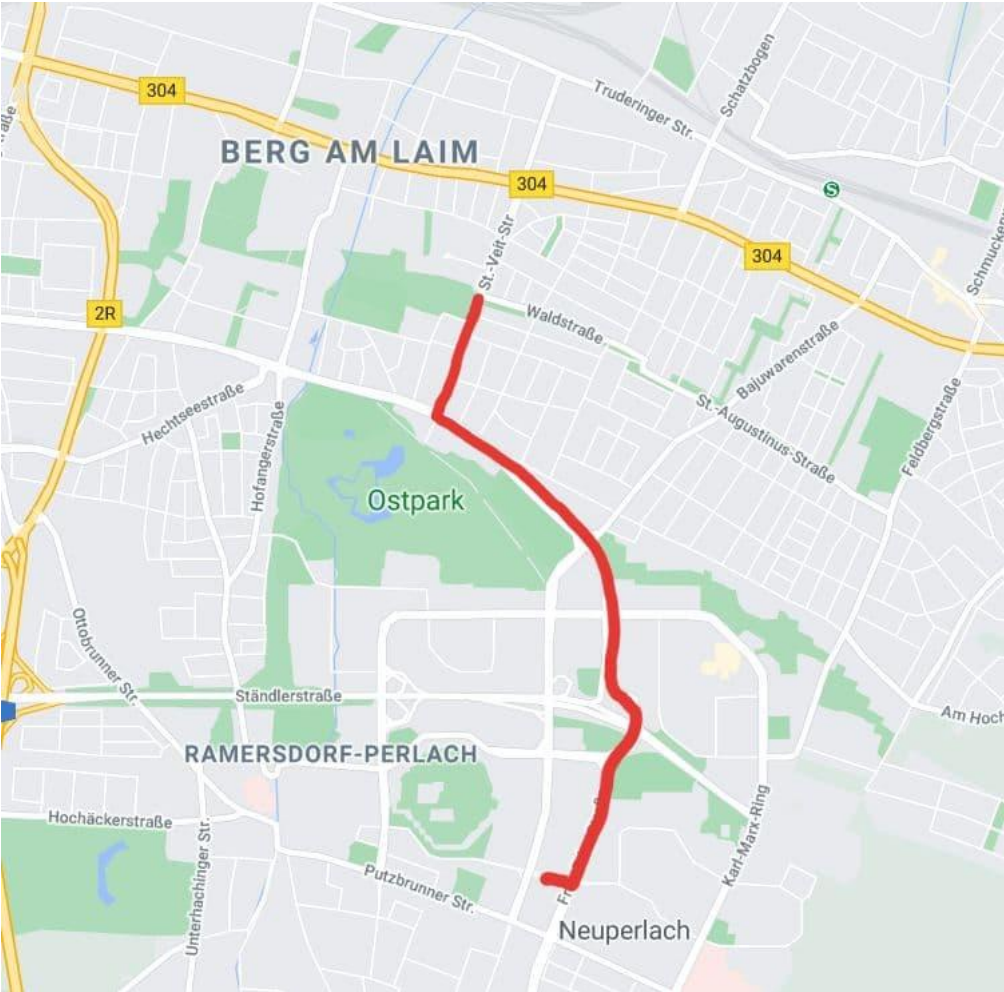 304
Truderinger Str.
Schatzbogen
BERG AM LAIM
304
S
304
St.-Veit-Str
2R
Waldstraße
Bajuwarenstraße
Hechtseestraße
Hofangerstraße
St.-Augustinus-Straße
Feldbergstraße
Ostpark
Ottobrunner Str.
Ständlerstraße
Am Hoch
RAMERSDORF-PERLACH
Hochäckerstraße
Unterhachinger Str.
Putzbrunner Str.
Karl-Marx-Ring
Fr
Neuperlach